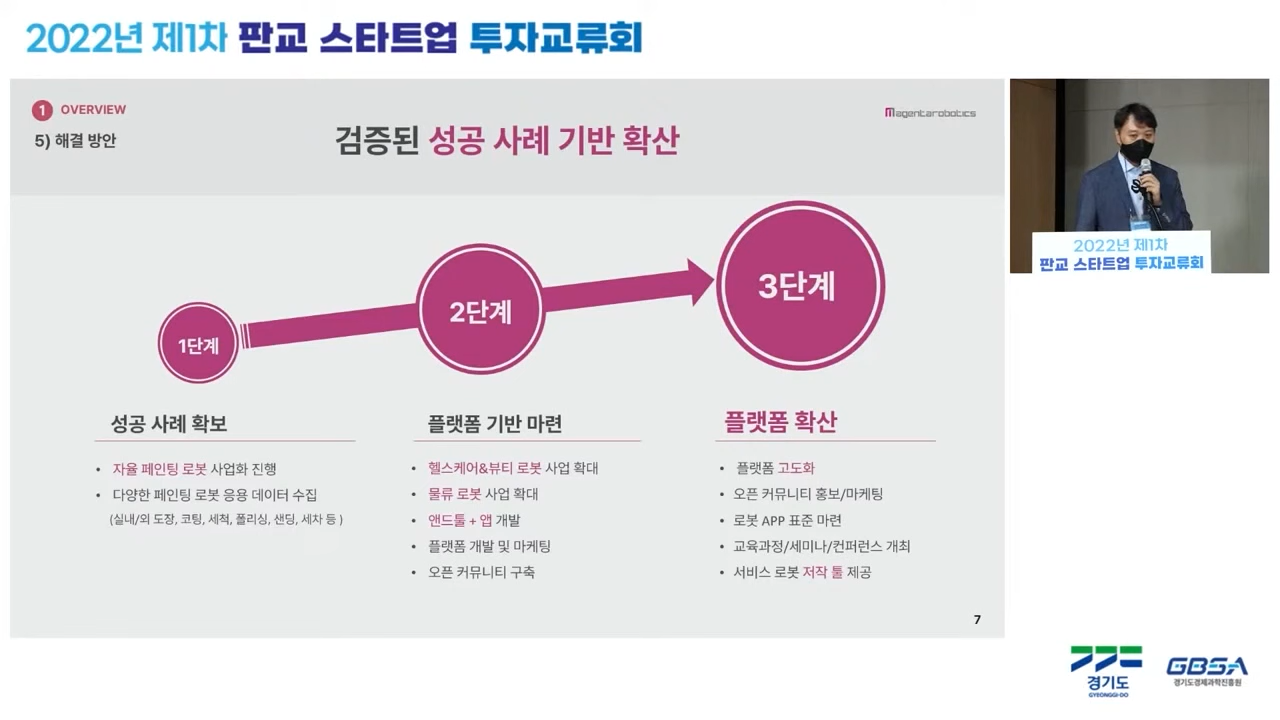 2022년 제1차 판교 스타트업 투자교류회
1 OVERVIEW
5) 해결 방안
검증된 성공 사례 기반 확산
Magentarobotics
1단계
2단계
3단계
성공 사례 확보
• 자율 페인팅 로봇 사업화 진행
• 다양한 페인팅 로봇 응용 데이터 수집
(실내/외 도장, 코팅, 세척, 폴리싱, 샌딩, 세차 등 )
플랫폼 기반 마련
• 헬스케어&뷰티 로봇 사업 확대
• 물류 로봇 사업 확대
• 앤드툴 + 앱 개발
• 플랫폼 개발 및 마케팅
• 오픈 커뮤니티 구축
플랫폼 확산
• 플랫폼 고도화
• 오픈 커뮤니티 홍보/마케팅
• 로봇 APP 표준 마련
• 교육과정/세미나/컨퍼런스 개최
• 서비스 로봇 저작 툴 제공
7
2022년 제1차
판교 스타트업 투자교류회
경기도
GYEONGGI-DO
GBSA
경기도경제과학진흥원